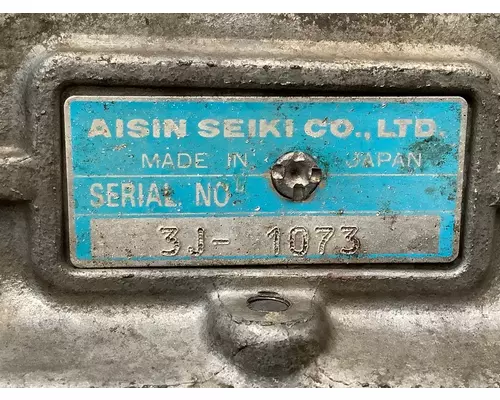 AISIN SEIKI CO., LTD.
MADE IN JAPAN
SERIAL NO.
3J- 1073